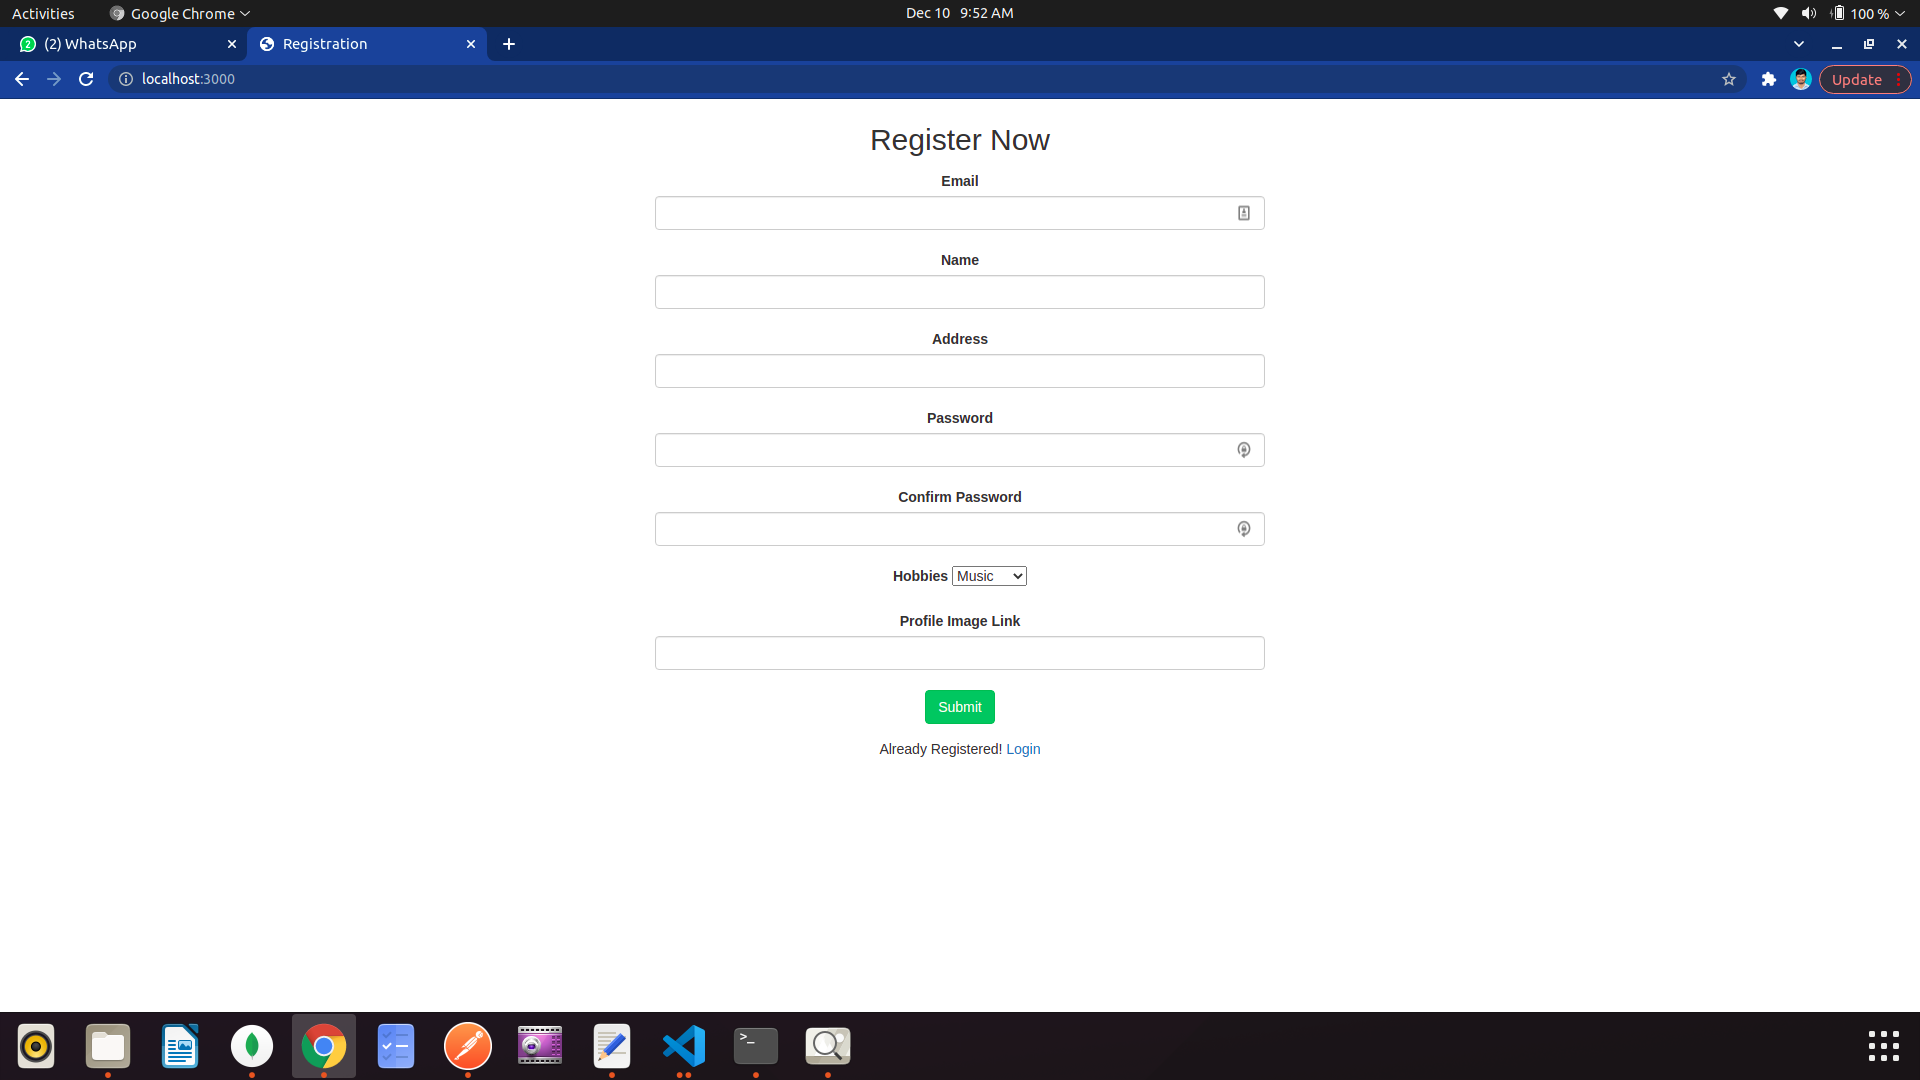 Activities
Google Chrome
Dec 10 9:52 AM
100 %
2
(2) WhatsApp
Registration
localhost:3000
Update
Register Now
Email
Name
Address
Password
Confirm Password
Hobbies Music
Profile Image Link
Submit
Already Registered! Login
>_